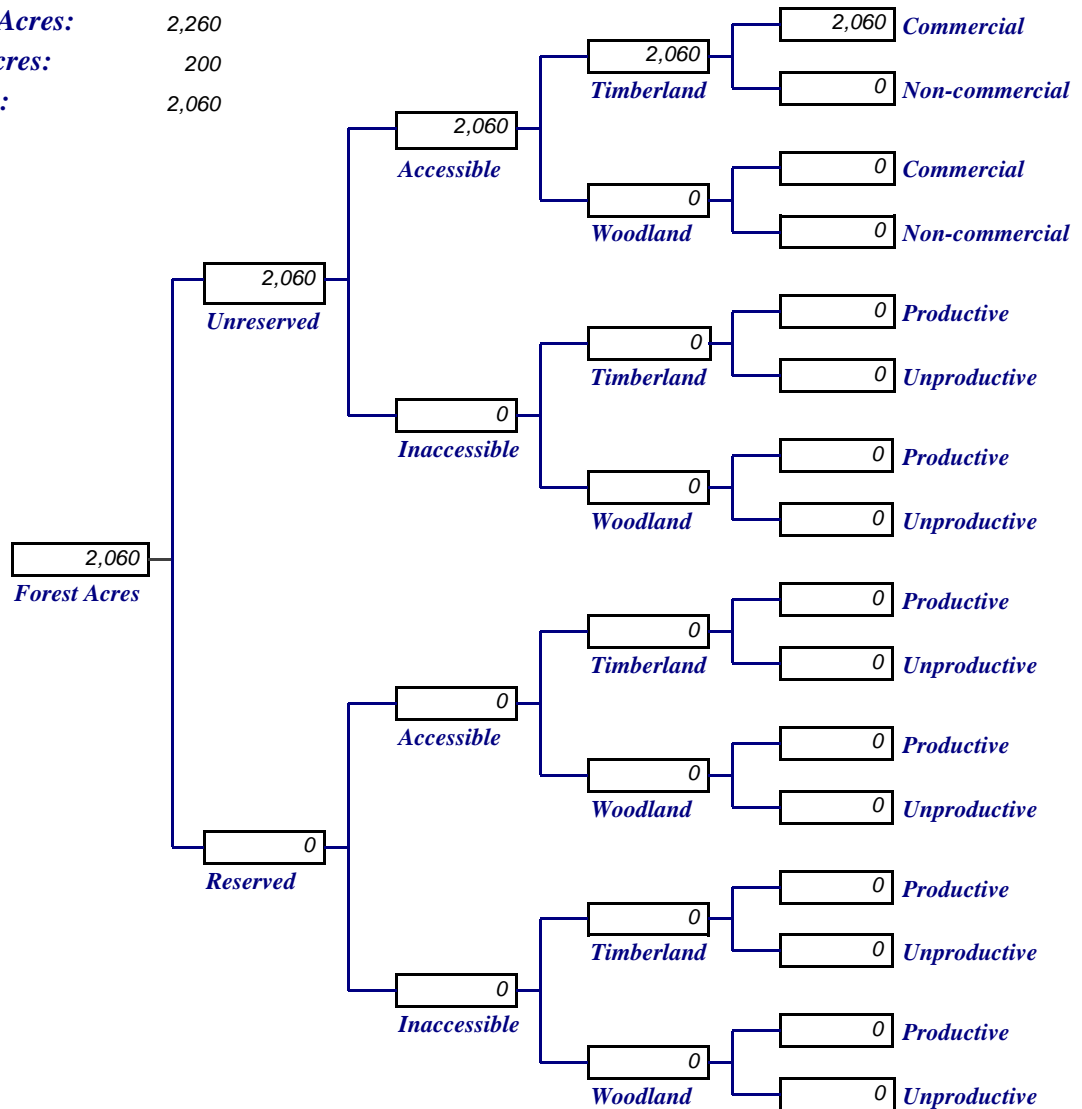 Acres: 2,260
cres: 200
: 2,060
2,060 Commercial
2,060
Timberland
0 Non-commercial
2,060
Accessible
0 Commercial
0
Woodland
0 Non-commercial
2,060
Unreserved
0 Productive
0
Timberland
0 Unproductive
0
Inaccessible
0 Productive
0
Woodland
0 Unproductive
2,060
Forest Acres
0 Productive
0
Timberland
0 Unproductive
0
Accessible
0 Productive
0
Woodland
0 Unproductive
0
Reserved
0 Productive
0
Timberland
0 Unproductive
0
Inaccessible
0 Productive
0
Woodland
0 Unproductive